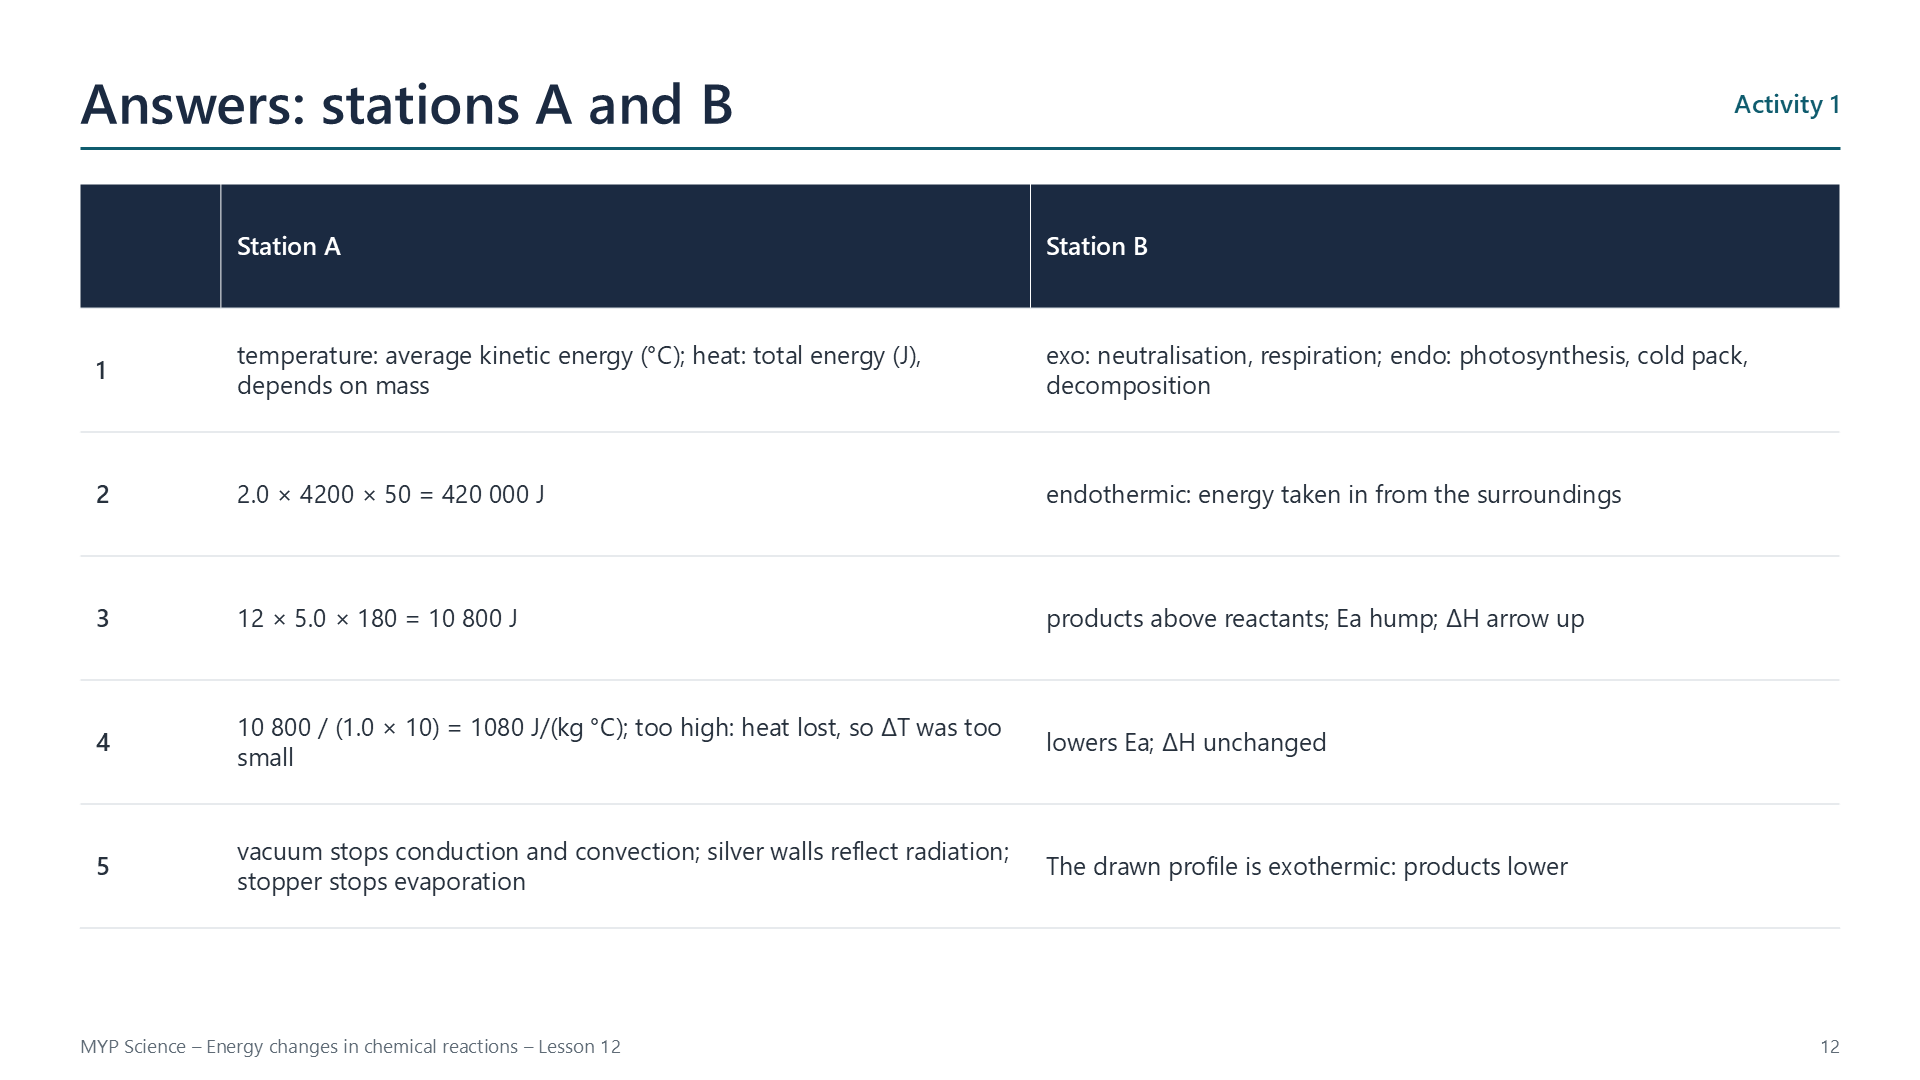 Answers: stations A and B
Activity 1
Station A
Station B
1
temperature: average kinetic energy (°C); heat: total energy (J),
depends on mass
exo: neutralisation, respiration; endo: photosynthesis, cold pack,
decomposition
2
2.0 × 4200 × 50 = 420 000 J
endothermic: energy taken in from the surroundings
3
12 × 5.0 × 180 = 10 800 J
products above reactants; Ea hump; ΔH arrow up
4
10 800 / (1.0 × 10) = 1080 J/(kg °C); too high: heat lost, so ΔT was too
small
lowers Ea; ΔH unchanged
5
vacuum stops conduction and convection; silver walls reflect radiation;
stopper stops evaporation
The drawn profile is exothermic: products lower
MYP Science – Energy changes in chemical reactions – Lesson 12
12